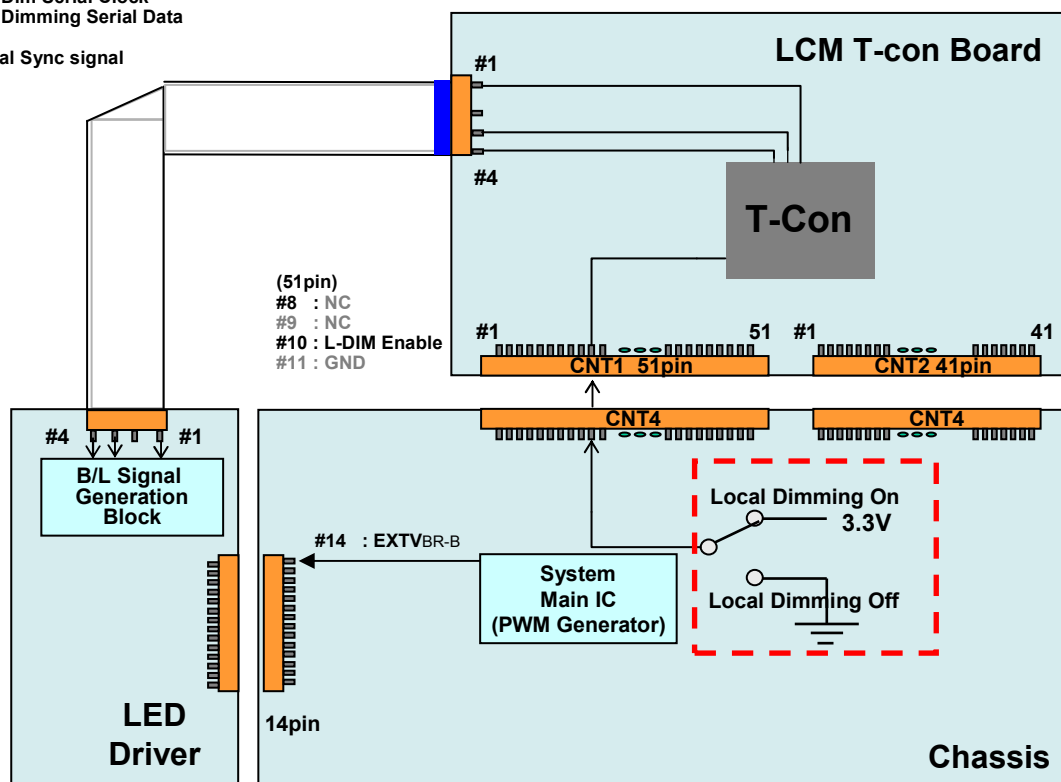 Dimming Serial Data
al Sync signal
LCM T-con Board
#1
#4
T-Con
(51pin)
#8 : NC
#9 : NC
#10 : L-DIM Enable
#11 : GND
#1
51
#1
41
CNT1 51pin
CNT2 41pin
CNT4
CNT4
#4
#1
B/L Signal
Generation
Block
Local Dimming On
3.3V
#14 : EXTVBR-B
System
Main IC
(PWM Generator)
Local Dimming Off
14pin
LED
Driver
Chassis